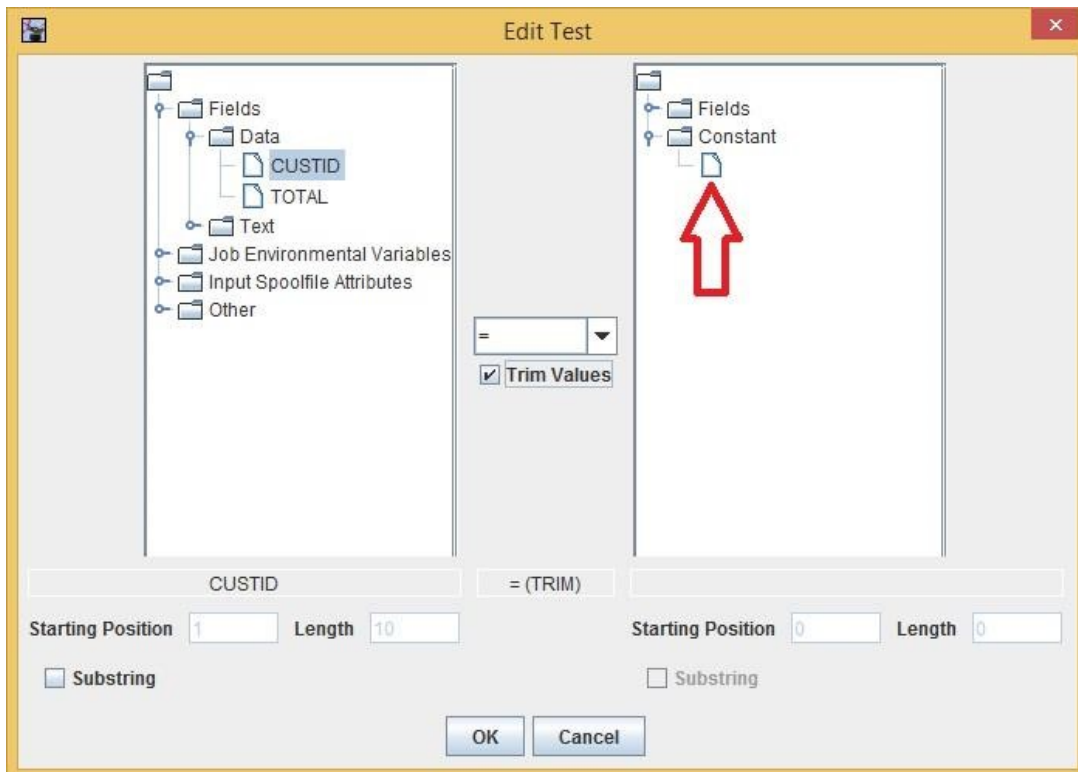 Edit Test
Fields
Data
CUSTID
TOTAL
Text
Job Environmental Variables
Input Spoolfile Attributes
Other
=
Trim Values
Fields
Constant
CUSTID
= (TRIM)
Starting Position 1 Length 10
Substring
Starting Position 0 Length 0
Substring
OK Cancel